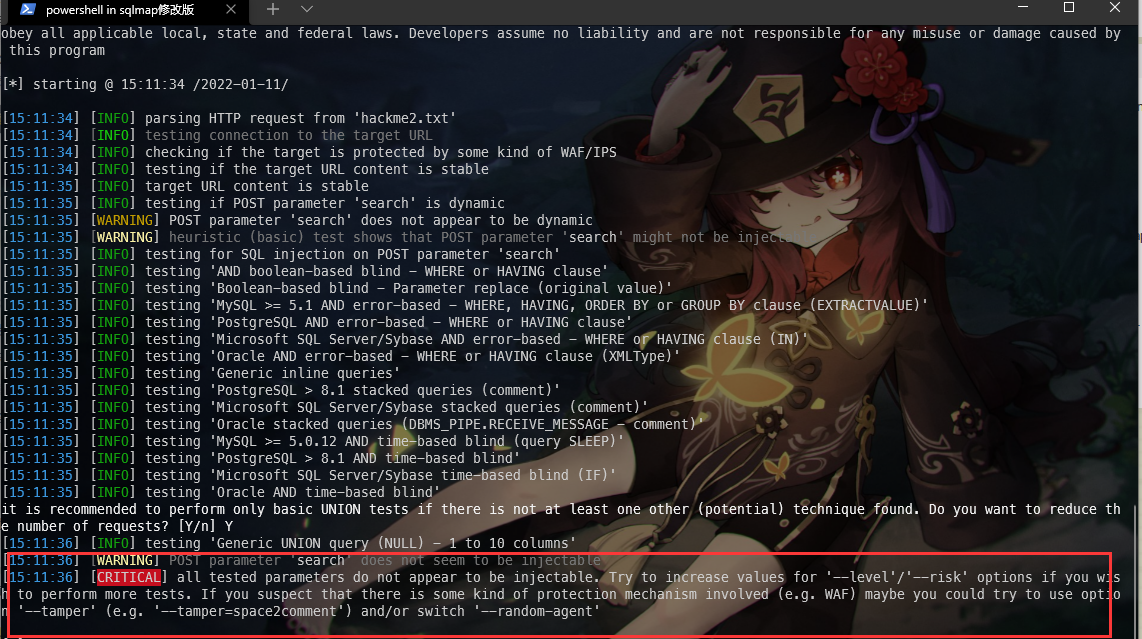 powershell in sqlmap修改版
obey all applicable local, state and federal laws. Developers assume no liability and are not responsible for any misuse or damage caused by
this program
[*] starting @ 15:11:34 /2022-01-11/
[15:11:34] [INFO] parsing HTTP request from 'hackme2.txt'
[15:11:34] [INFO] testing connection to the target URL
[15:11:34] [INFO] checking if the target is protected by some kind of WAF/IPS
[15:11:34] [INFO] testing if the target URL content is stable
[15:11:35] [INFO] target URL content is stable
[15:11:35] [INFO] testing if POST parameter 'search' is dynamic
[15:11:35] [WARNING] POST parameter 'search' does not appear to be dynamic
[15:11:35] [WARNING] heuristic (basic) test shows that POST parameter 'search' might not be
[15:11:35] [INFO] testing for SQL injection on POST parameter 'search'
[15:11:35] [INFO] testing 'AND boolean-based blind - WHERE or HAVING clause'
[15:11:35] [INFO] testing 'Boolean-based blind - Parameter replace (original value)'
[15:11:35] [INFO] testing 'MySQL >= 5.1 AND error-based - WHERE, HAVING, ORDER BY or GROUP BY clause (EXTRACTVALUE)'
[15:11:35] [INFO] testing 'PostgreSQL AND error-based - WHERE or HAVING clause'
[15:11:35] [INFO] testing 'Microsoft SQL Server/Sybase AND error-based - WHERE or HAVING clause (IN)'
[15:11:35] [INFO] testing 'Oracle AND error-based - WHERE or HAVING clause (XMLType)'
[15:11:35] [INFO] testing 'Generic inline queries'
[15:11:35] [INFO] testing 'PostgreSQL > 8.1 stacked queries (comment)'
[15:11:35] [INFO] testing 'Microsoft SQL Server/Sybase stacked queries (comment)'
[15:11:35] [INFO] testing 'Oracle stacked queries (DBMS_PIPE.RECEIVE_MESSAGE - comment)'
[15:11:35] [INFO] testing 'MySQL >= 5.0.12 AND time-based blind (query SLEEP)'
[15:11:35] [INFO] testing 'PostgreSQL > 8.1 AND time-based blind'
[15:11:35] [INFO] testing 'Microsoft SQL Server/Sybase time-based blind (IF)'
[15:11:35] [INFO] testing 'Oracle AND time-based blind'
it is recommended to perform only basic UNION tests if there is not at least one other (potential) technique found. Do you want to reduce th
e number of requests? [Y/n] Y
[15:11:36] [INFO] testing 'Generic UNION query (NULL) - 1 to 10 columns'
[15:11:36] [WARNING] POST parameter 'search' does not seem to be injectable
[15:11:36] [CRITICAL] all tested parameters do not appear to be injectable. Try to increase values for '--level'/'--risk' options if you wis
h to perform more tests. If you suspect that there is some kind of protection mechanism involved (e.g. WAF) maybe you could try to use optio
n '--tamper' (e.g. '--tamper=space2comment') and/or switch '--random-agent'